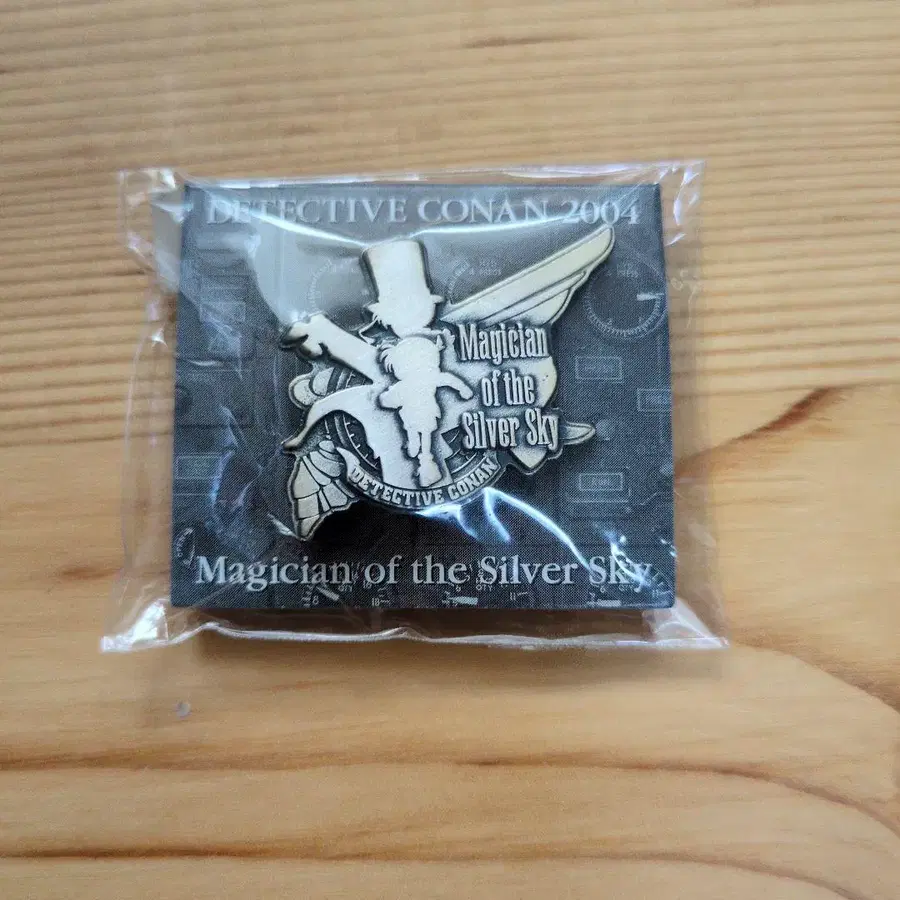 DETECTIVE CONAN 2004
Magician
of the
Silver Sky
DETECTIVE CONAN
Magician of the Silver Sky